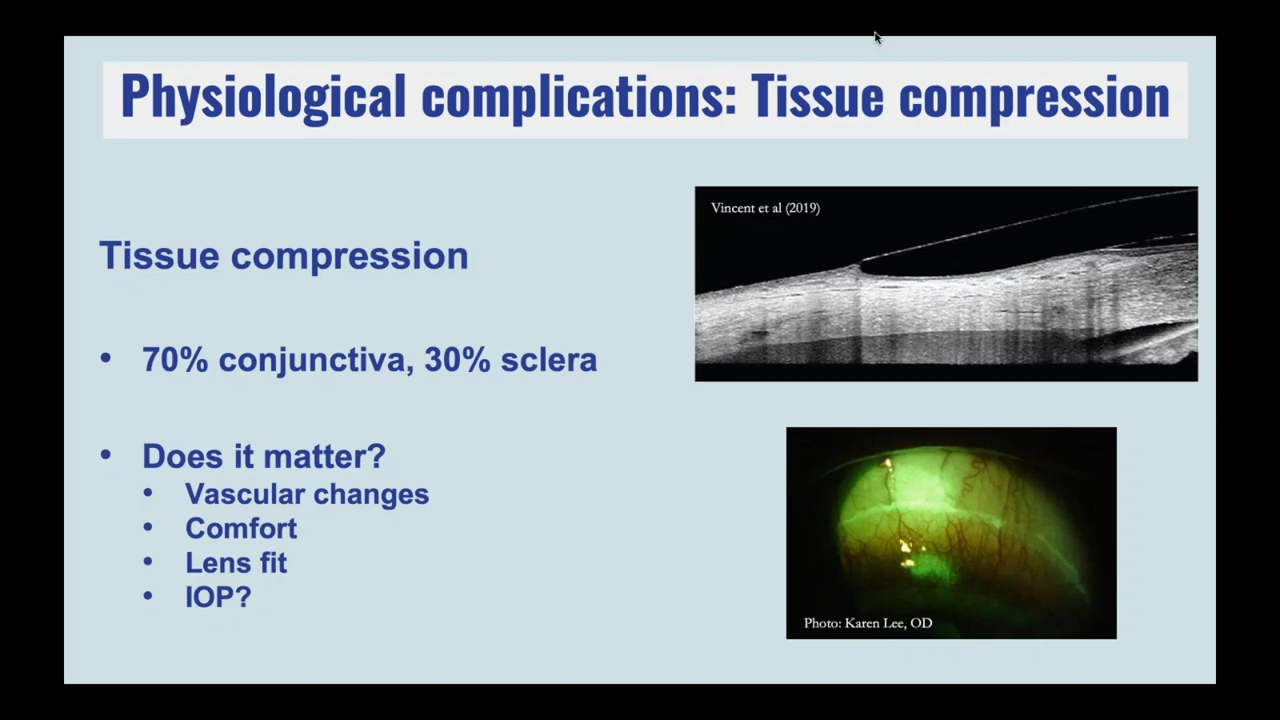 Physiological complications: Tissue compression
Tissue compression
• 70% conjunctiva, 30% sclera
• Does it matter?
• Vascular changes
• Comfort
• Lens fit
• IOP?
Vincent et al (2019)
Photo: Karen Lee, OD